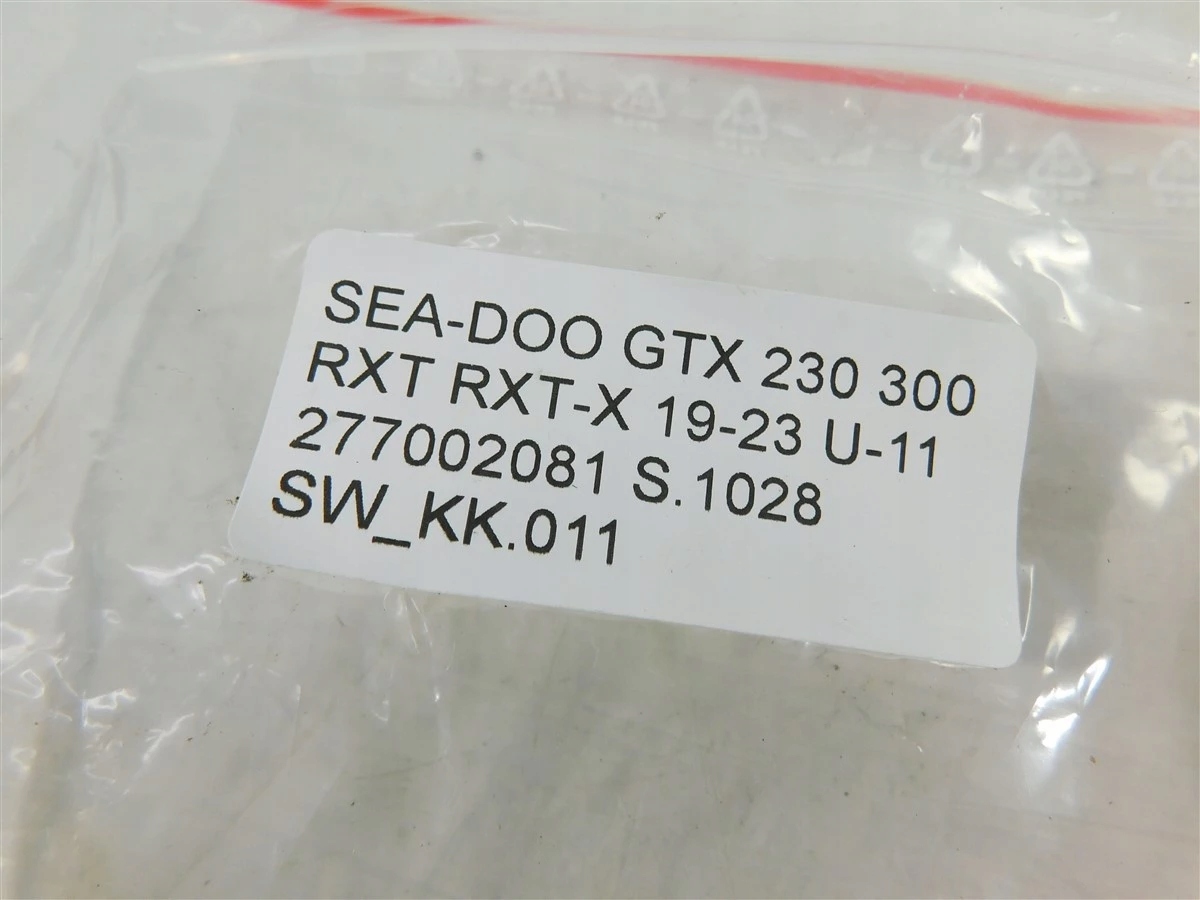 SEA-DOO GTX 230 300
RXT RXT-X 19-23 U-11
277002081 S.1028
SW_KK.011